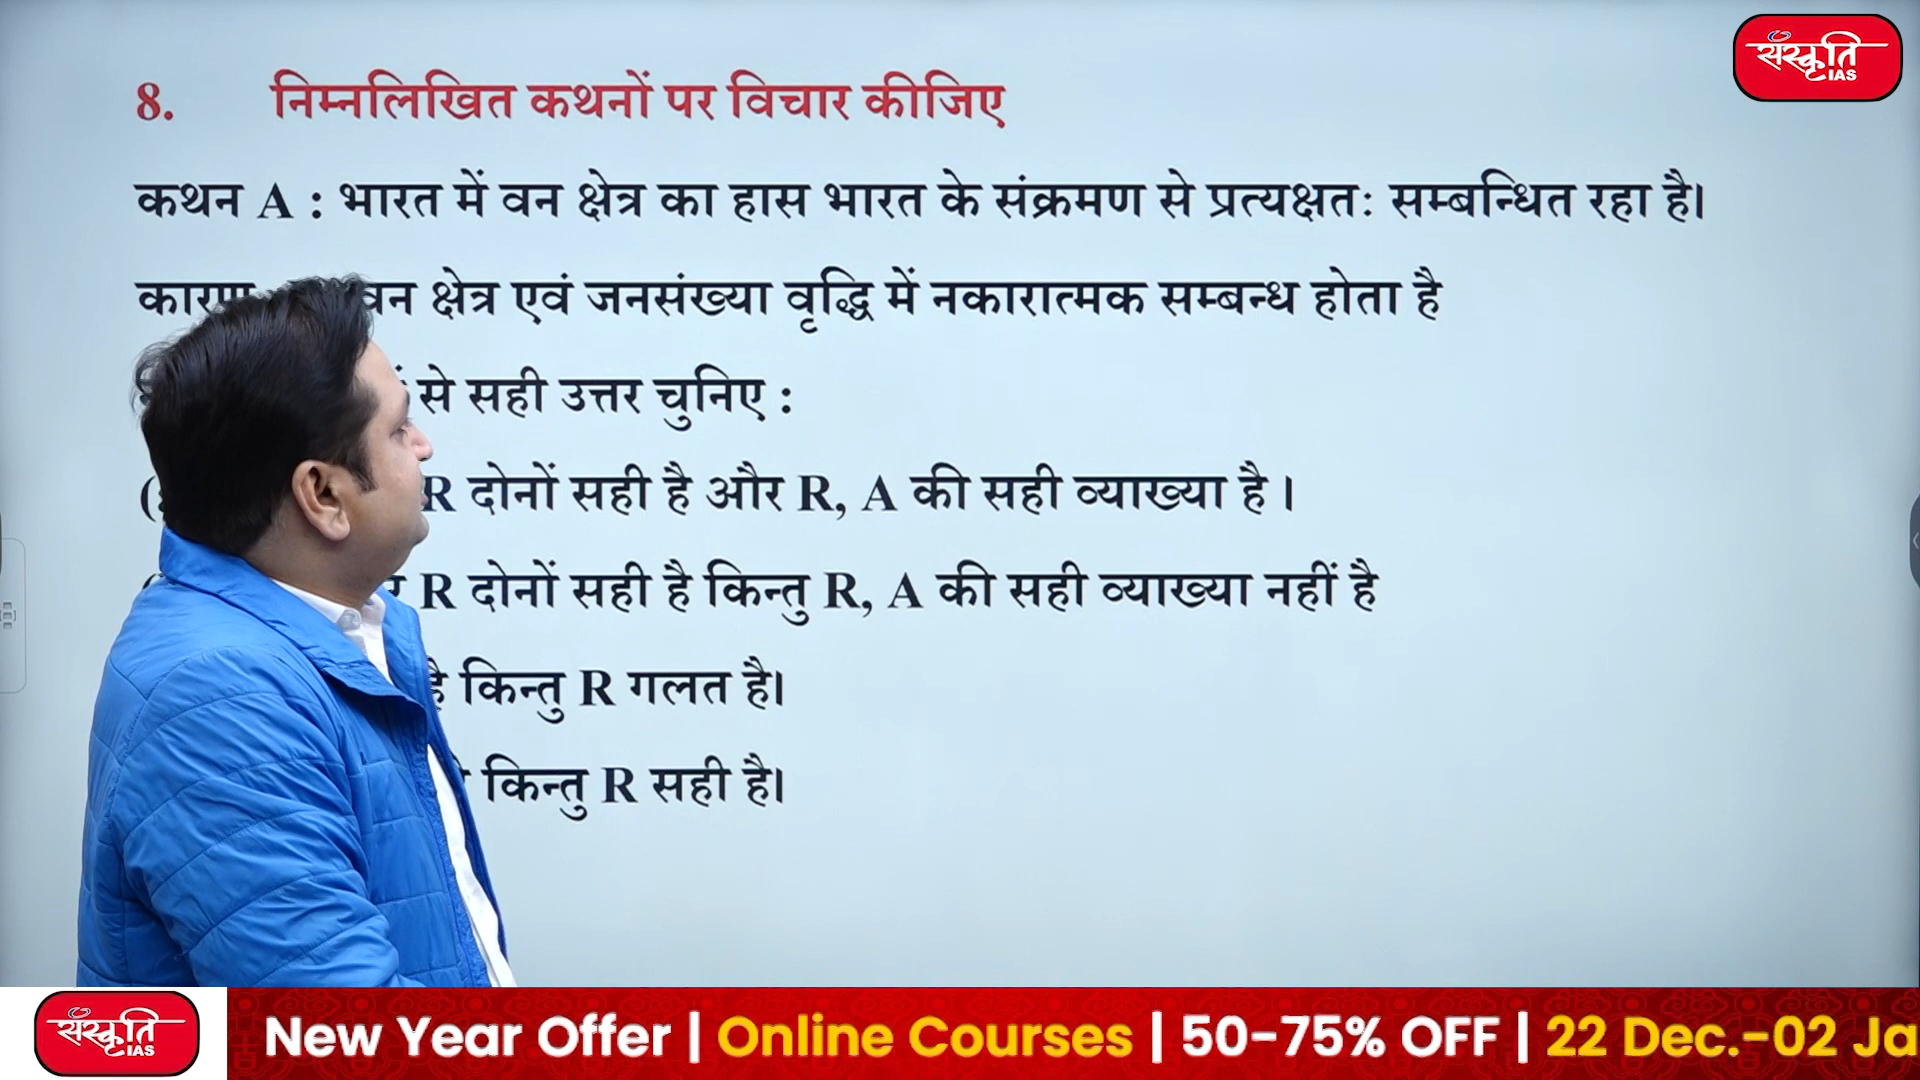 संस्कृति
IAS
8. निम्नलिखित कथनों पर विचार कीजिए
कथन A : भारत में वन क्षेत्र का हास भारत के संक्रमण से प्रत्यक्षतः सम्बन्धित रहा है।
कारण वन क्षेत्र एवं जनसंख्या वृद्धि में नकारात्मक सम्बन्ध होता है
से सही उत्तर चुनिए :
R दोनों सही है और R, A की सही व्याख्या है ।
R दोनों सही है किन्तु R, A की सही व्याख्या नहीं है
है किन्तु R गलत है।
किन्तु R सही है।
संस्कृति
IAS
New Year Offer | Online Courses | 50-75% OFF | 22 Dec.-02 Ja